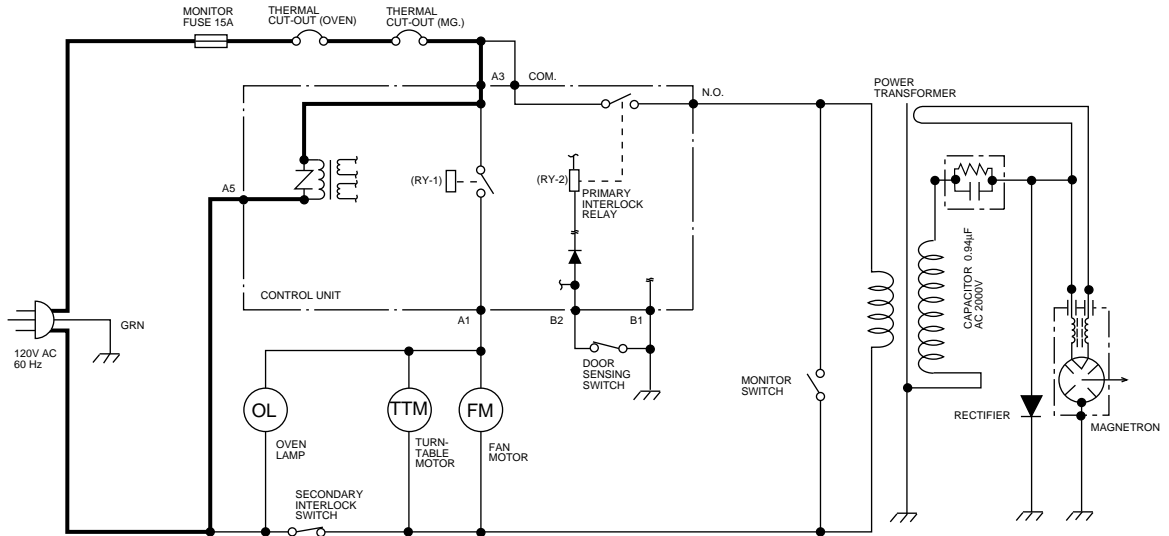 MONITOR
FUSE 15A
THERMAL
CUT-OUT (OVEN)
THERMAL
CUT-OUT (MG.)
A3
COM.
N.O.
POWER
TRANSFORMER
A5
(RY-1)
(RY-2)
PRIMARY
INTERLOCK
RELAY
CONTROL UNIT
A1
B2
B1
CAPACITOR 0.94µF
AC 2000V
GRN
120V AC
60 Hz
DOOR
SENSING
SWITCH
MONITOR
SWITCH
OL
TTM
FM
OVEN
LAMP
TURN-
TABLE
MOTOR
FAN
MOTOR
RECTIFIER
MAGNETRON
SECONDARY
INTERLOCK
SWITCH